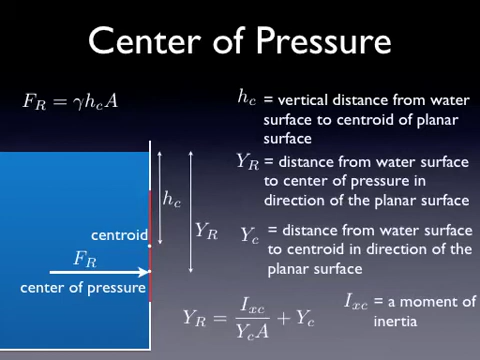 Center of Pressure
F_R = γh_cA
h_c = vertical distance from water
surface to centroid of planar
surface
Y_R = distance from water surface
to center of pressure in
direction of the planar surface
h_c
Y_R
centroid
Y_c = distance from water surface
to centroid in direction of the
planar surface
F_R
center of pressure
Y_R = I_xc / Y_cA + Y_c
I_xc = a moment of
inertia